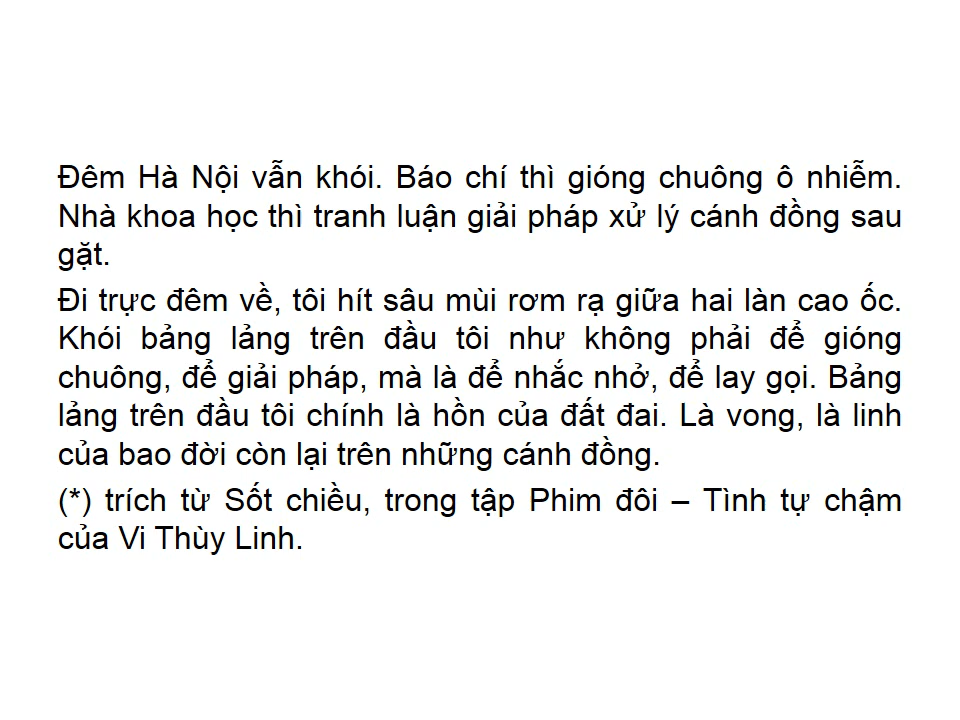 Đêm Hà Nội vẫn khói. Báo chí thì gióng chuông ô nhiễm.
Nhà khoa học thì tranh luận giải pháp xử lý cánh đồng sau
gặt.
Đi trực đêm về, tôi hít sâu mùi rơm rạ giữa hai làn cao ốc.
Khói bảng lảng trên đầu tôi như không phải để gióng
chuông, để giải pháp, mà là để nhắc nhở, để lay gọi. Bảng
lảng trên đầu tôi chính là hồn của đất đai. Là vong, là linh
của bao đời còn lại trên những cánh đồng.
(*) trích từ Sốt chiều, trong tập Phim đôi – Tình tự chậm
của Vi Thùy Linh.